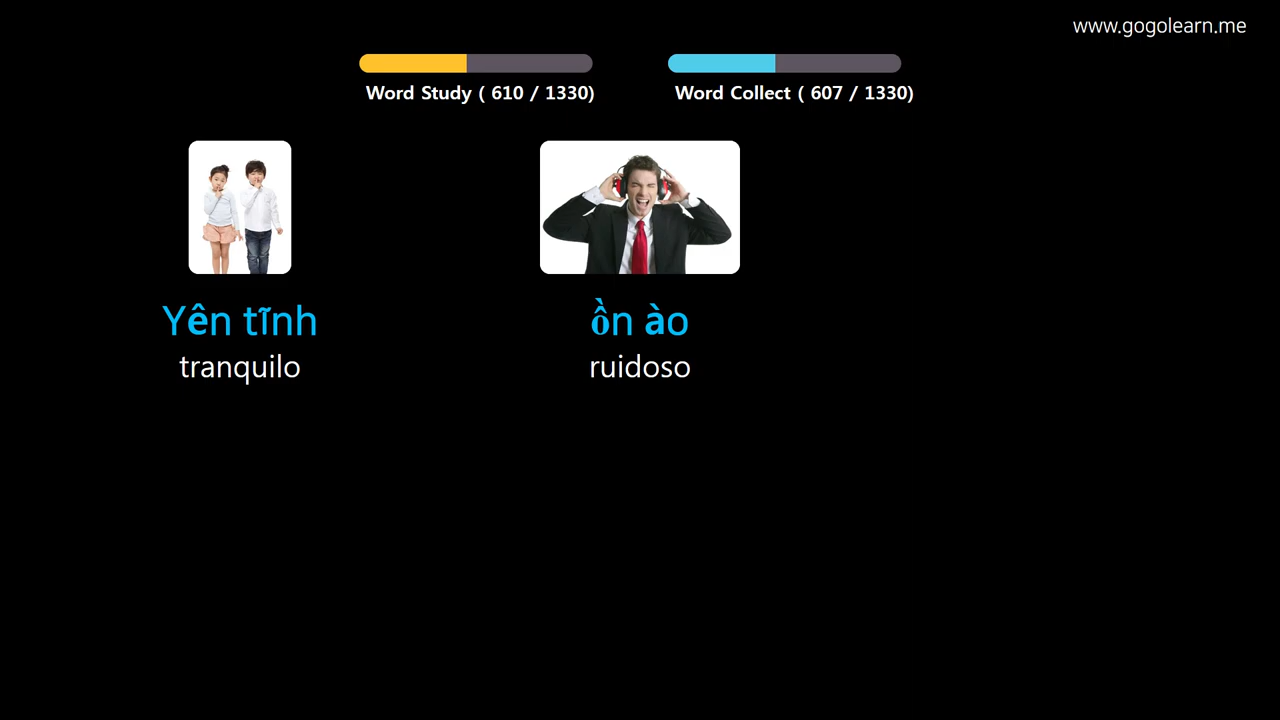 www.gogolearn.me
Word Study ( 610 / 1330)
Word Collect ( 607 / 1330)
Yên tĩnh
ồn ào
tranquilo
ruidoso